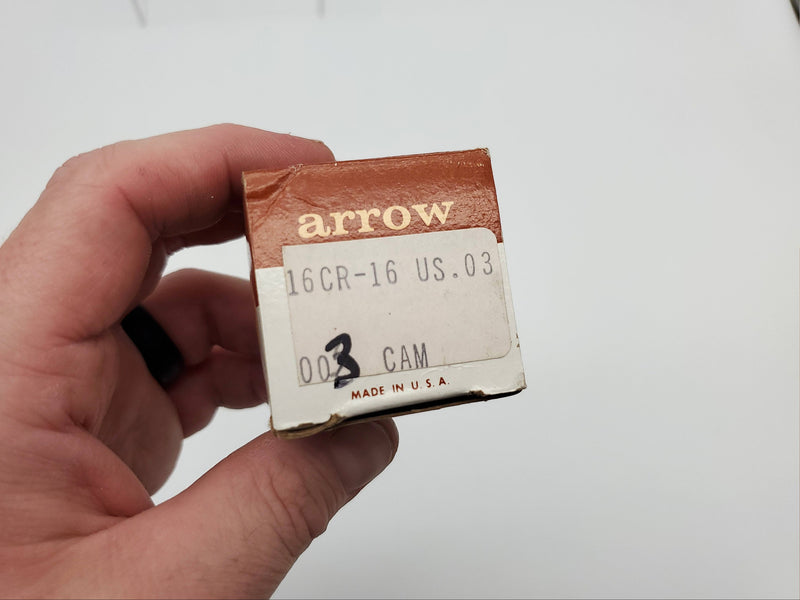 arrow
16CR-16 US.03
003 CAM
MADE IN U.S.A.